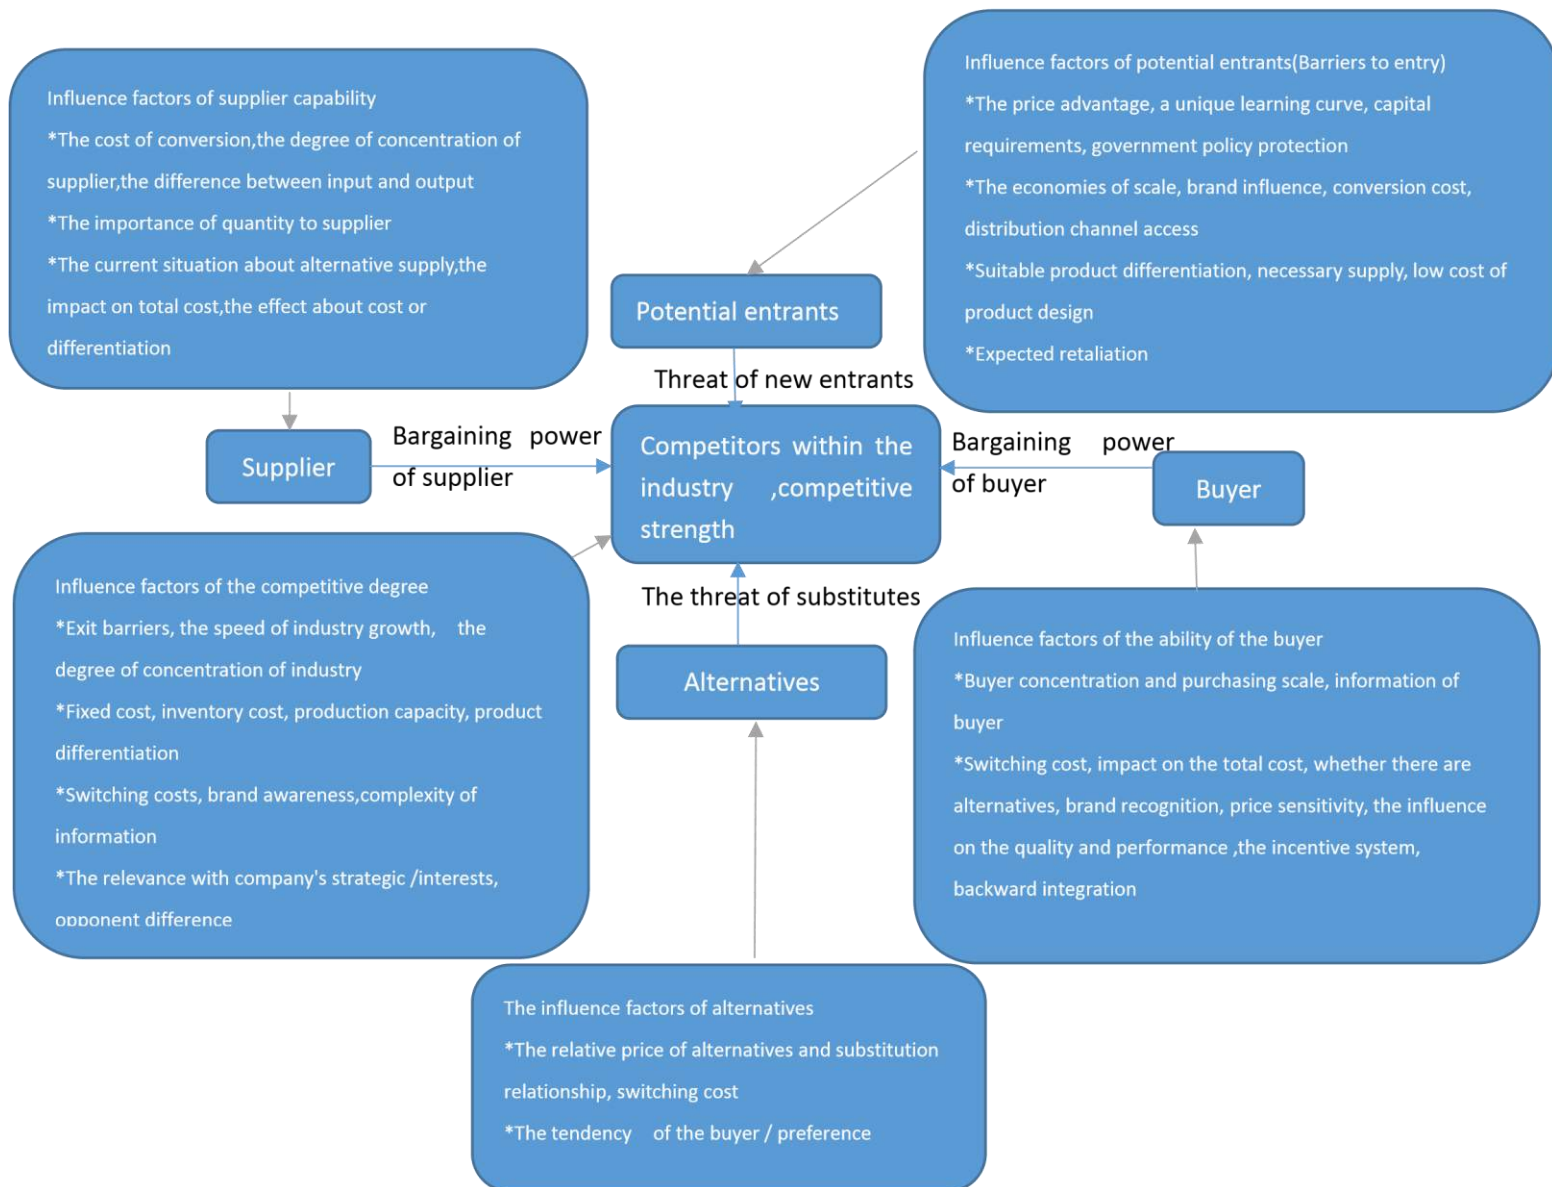 Influence factors of supplier capability
*The cost of conversion,the degree of concentration of
supplier,the difference between input and output
*The importance of quantity to supplier
*The current situation about alternative supply,the
impact on total cost,the effect about cost or
differentiation
Influence factors of potential entrants(Barriers to entry)
*The price advantage, a unique learning curve, capital
requirements, government policy protection
*The economies of scale, brand influence, conversion cost,
distribution channel access
*Suitable product differentiation, necessary supply, low cost of
product design
*Expected retaliation
Potential entrants
Threat of new entrants
Supplier
Bargaining power
of supplier
Competitors within the
industry ,competitive
strength
Bargaining power
of buyer
Buyer
The threat of substitutes
Alternatives
Influence factors of the competitive degree
*Exit barriers, the speed of industry growth, the
degree of concentration of industry
*Fixed cost, inventory cost, production capacity, product
differentiation
*Switching costs, brand awareness,complexity of
information
*The relevance with company's strategic /interests,
opponent difference
Influence factors of the ability of the buyer
*Buyer concentration and purchasing scale, information of
buyer
*Switching cost, impact on the total cost, whether there are
alternatives, brand recognition, price sensitivity, the influence
on the quality and performance ,the incentive system,
backward integration
The influence factors of alternatives
*The relative price of alternatives and substitution
relationship, switching cost
*The tendency of the buyer / preference